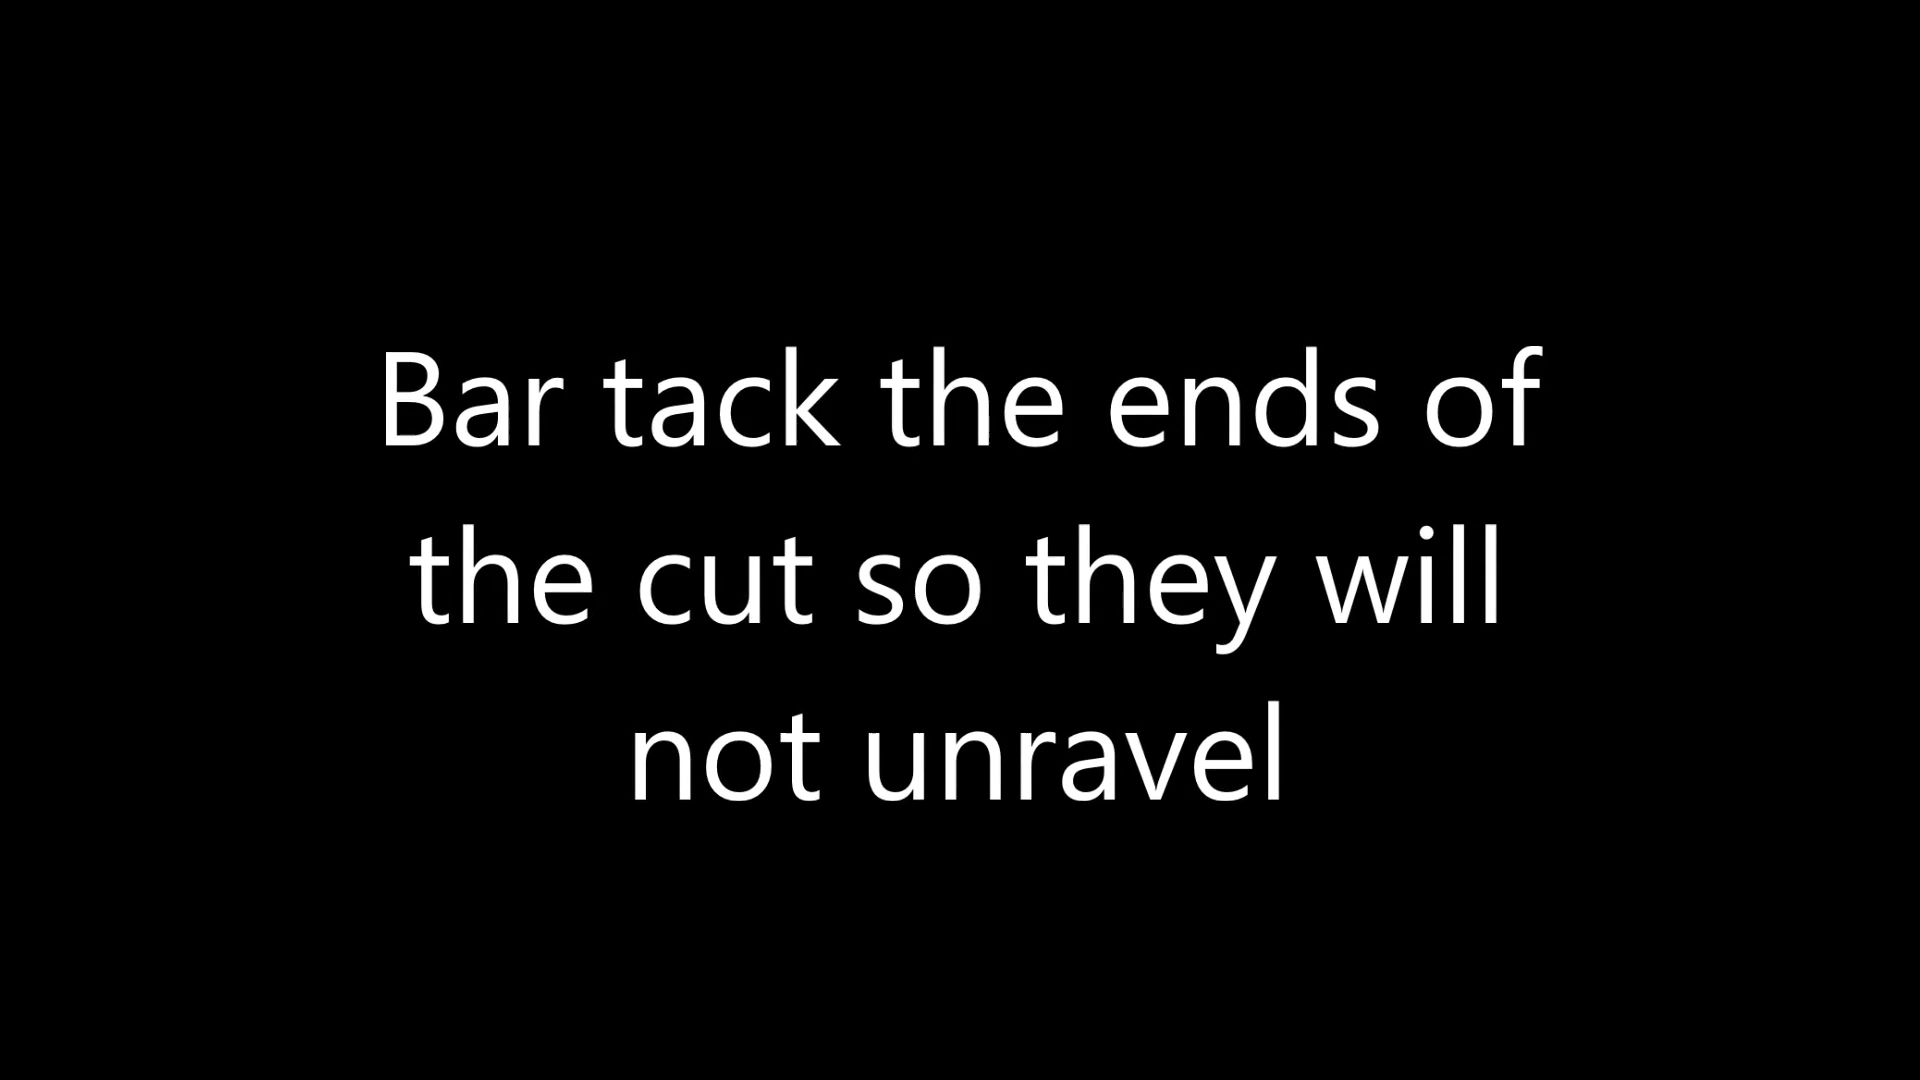 Bar tack the ends of
the cut so they will
not unravel